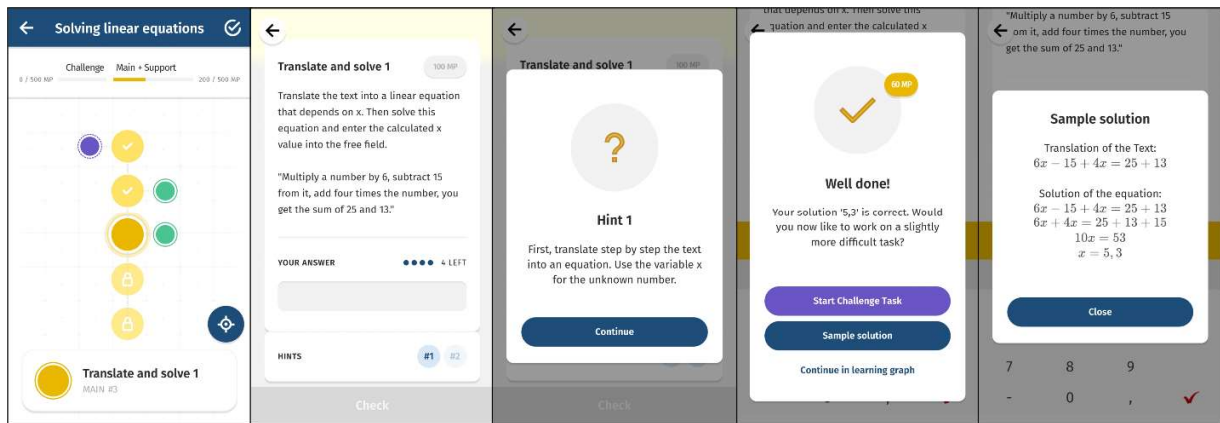 Solving linear equations
Challenge Main + Support
0 / 500 MP 200 / 500 MP
Translate and solve 1
MAIN #3
Translate and solve 1 100 MP
Translate the text into a linear equation
that depends on x. Then solve this
equation and enter the calculated x
value into the free field.
"Multiply a number by 6, subtract 15
from it, add four times the number, you
get the sum of 25 and 13."
YOUR ANSWER 4 LEFT
HINTS #1 #2
Check
Translate and solve 1 100 MP
?
Hint 1
First, translate step by step the text
into an equation. Use the variable x
for the unknown number.
Continue
Check
that depends on x. Then solve this
equation and enter the calculated x
60 MP
Well done!
Your solution '5,3' is correct. Would
you now like to work on a slightly
more difficult task?
Start Challenge Task
Sample solution
Continue in learning graph
"Multiply a number by 6, subtract 15
om it, add four times the number, you
get the sum of 25 and 13."
Sample solution
Translation of the Text:
6x − 15 + 4x = 25 + 13
Solution of the equation:
6x − 15 + 4x = 25 + 13
6x + 4x = 25 + 13 + 15
10x = 53
x = 5, 3
Close
7 8 9
- 0 ,